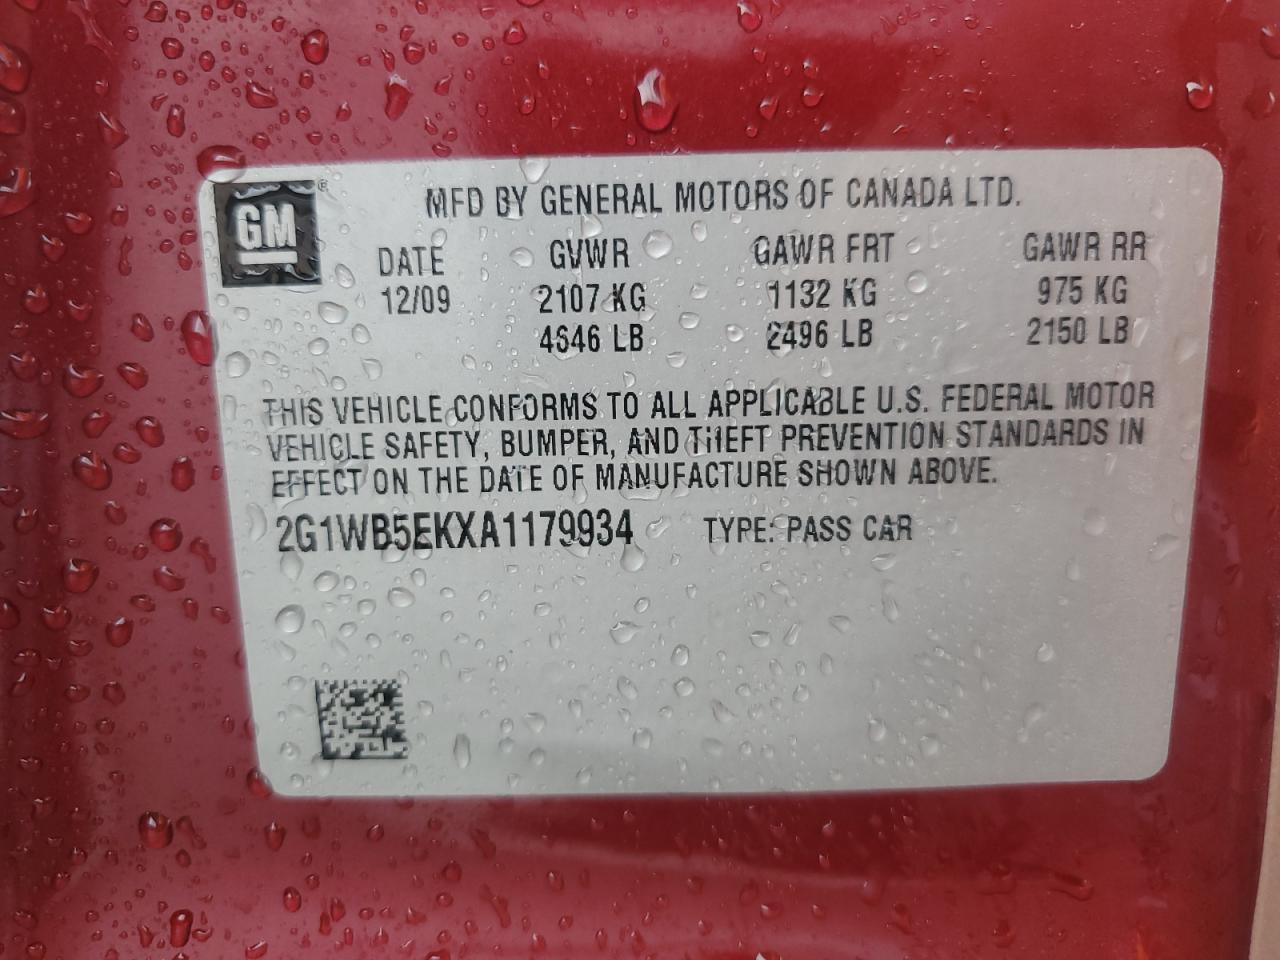 GM®
MFD BY GENERAL MOTORS OF CANADA LTD.
DATE GVWR GAWR FRT GAWR RR
12/09 2107 KG 1132 KG 975 KG
4646 LB 2496 LB 2150 LB
THIS VEHICLE CONFORMS TO ALL APPLICABLE U.S. FEDERAL MOTOR
VEHICLE SAFETY, BUMPER, AND THEFT PREVENTION STANDARDS IN
EFFECT ON THE DATE OF MANUFACTURE SHOWN ABOVE.
2G1WB5EKXA1179934 TYPE: PASS CAR